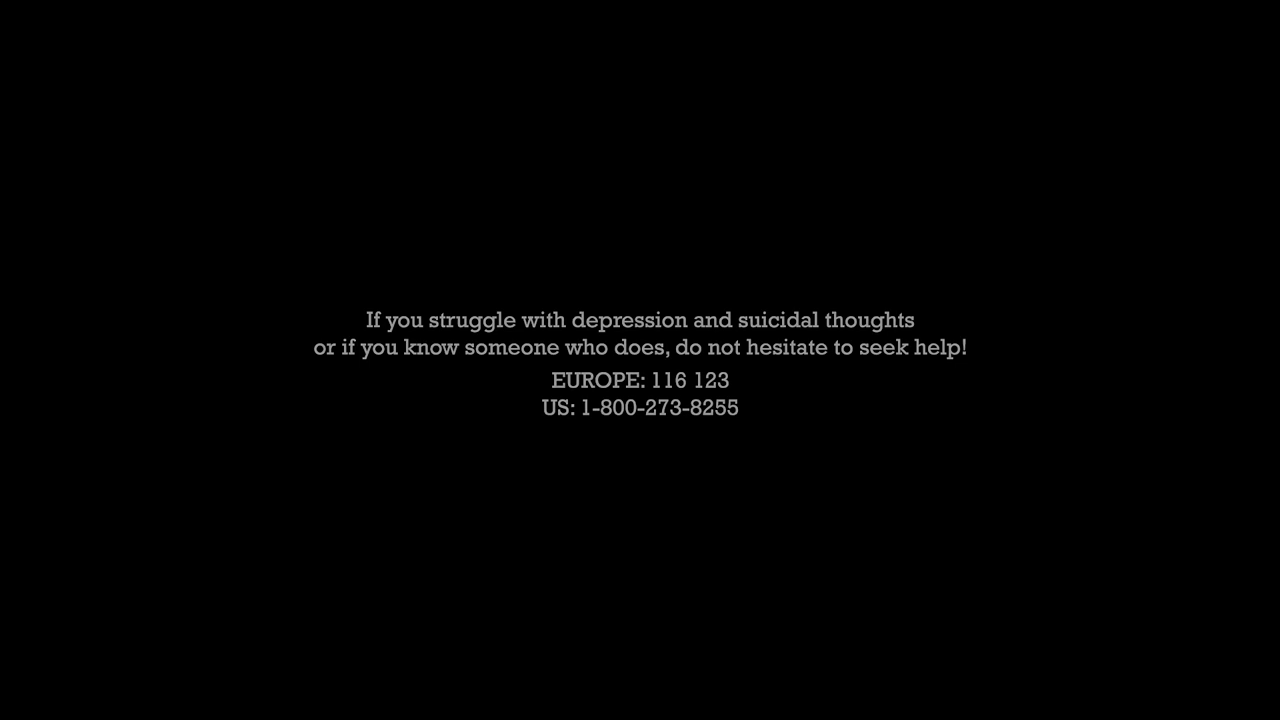 If you struggle with depression and suicidal thoughts
or if you know someone who does, do not hesitate to seek help!
EUROPE: 116 123
US: 1-800-273-8255